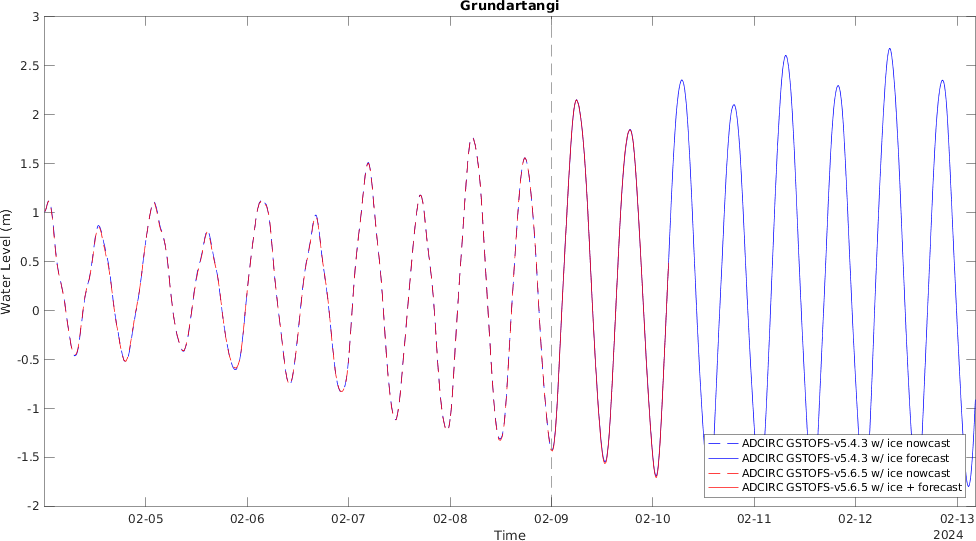 Grundartangi
3
2.5
2
1.5
1
0.5
0
-0.5
-1
-1.5
-2
Water Level (m)
ADCIRC GSTOFS-v5.4.3 w/ ice nowcast
ADCIRC GSTOFS-v5.4.3 w/ ice forecast
ADCIRC GSTOFS-v5.6.5 w/ ice nowcast
ADCIRC GSTOFS-v5.6.5 w/ ice + forecast
02-05 02-06 02-07 02-08 02-09 02-10 02-11 02-12 02-13
Time
2024